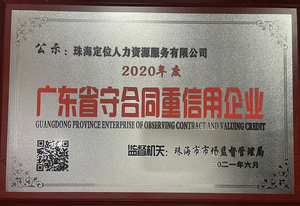 公示：珠海定位人力资源服务有限公司
2020年度
广东省守合同重信用企业
GUANGDONG PROVINCE ENTERPRISE OF OBSERVING CONTRACT AND VALUING CREDIT
监督机关：珠海市市场监督管理局
二〇二一年六月